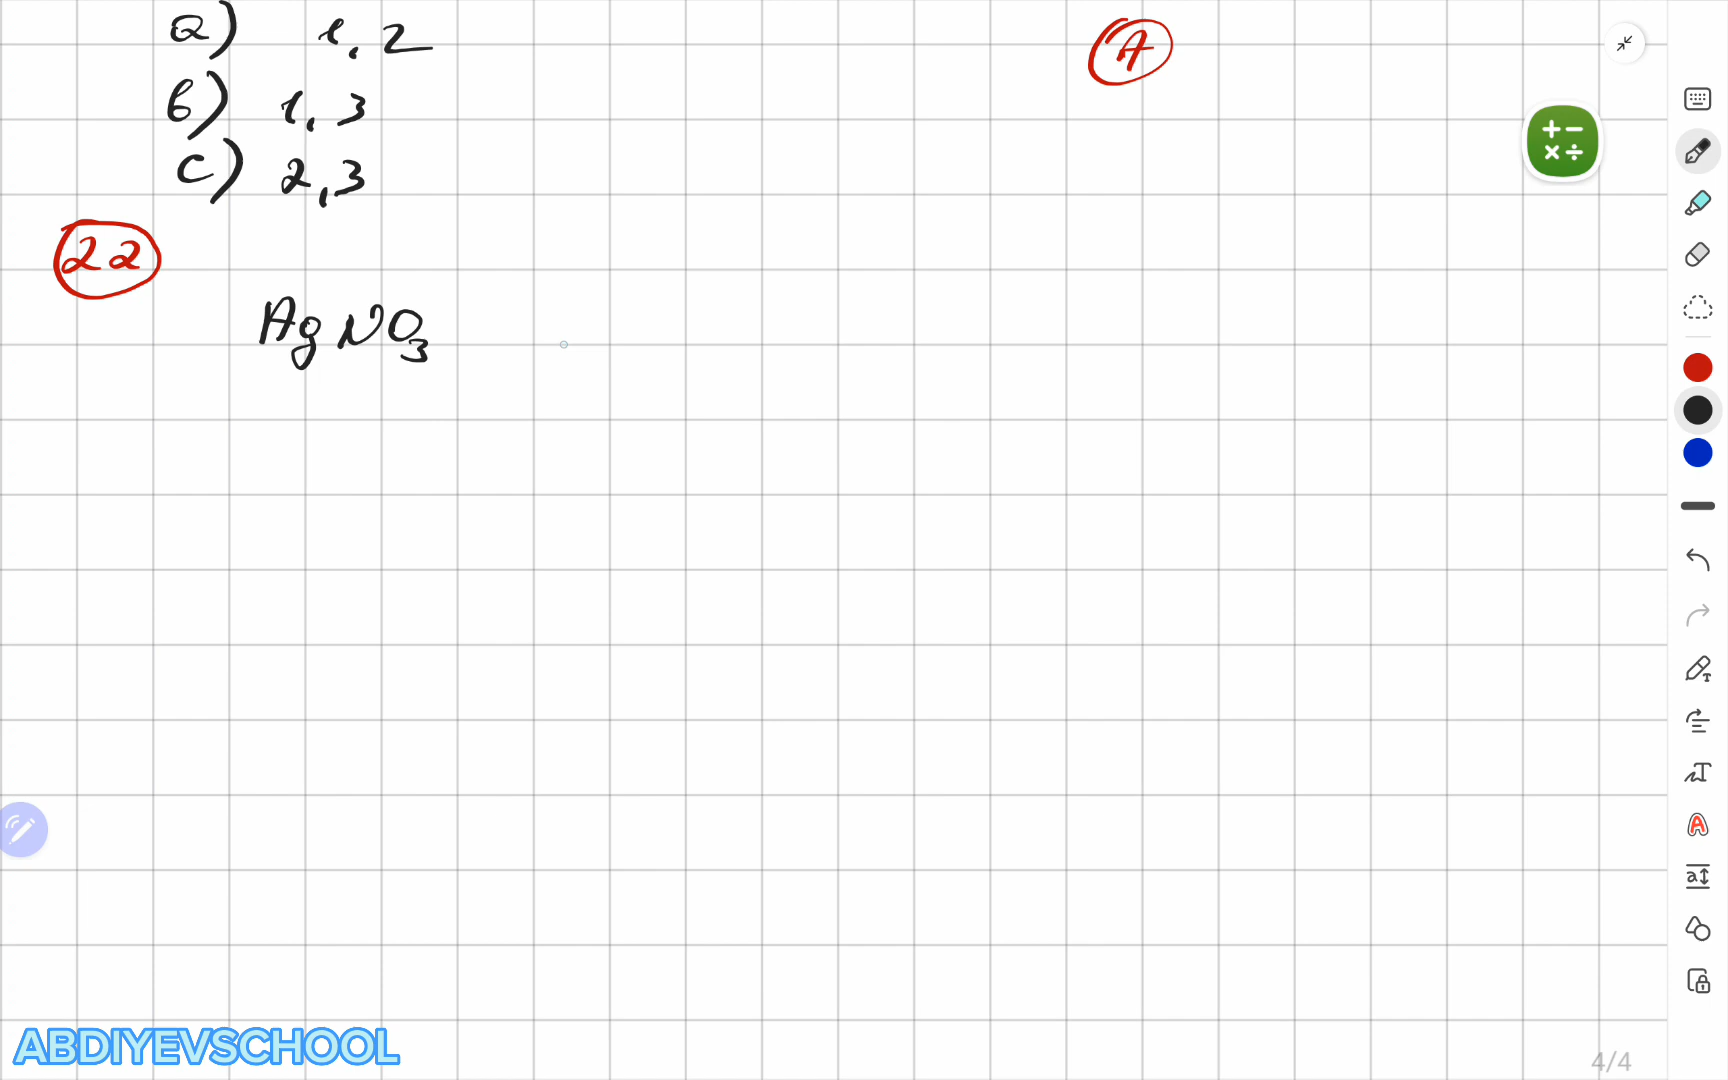 a) 1,2
A
b) 1,3
c) 2,3
22
AgNO₃
ABDIYEVSCHOOL
4/4